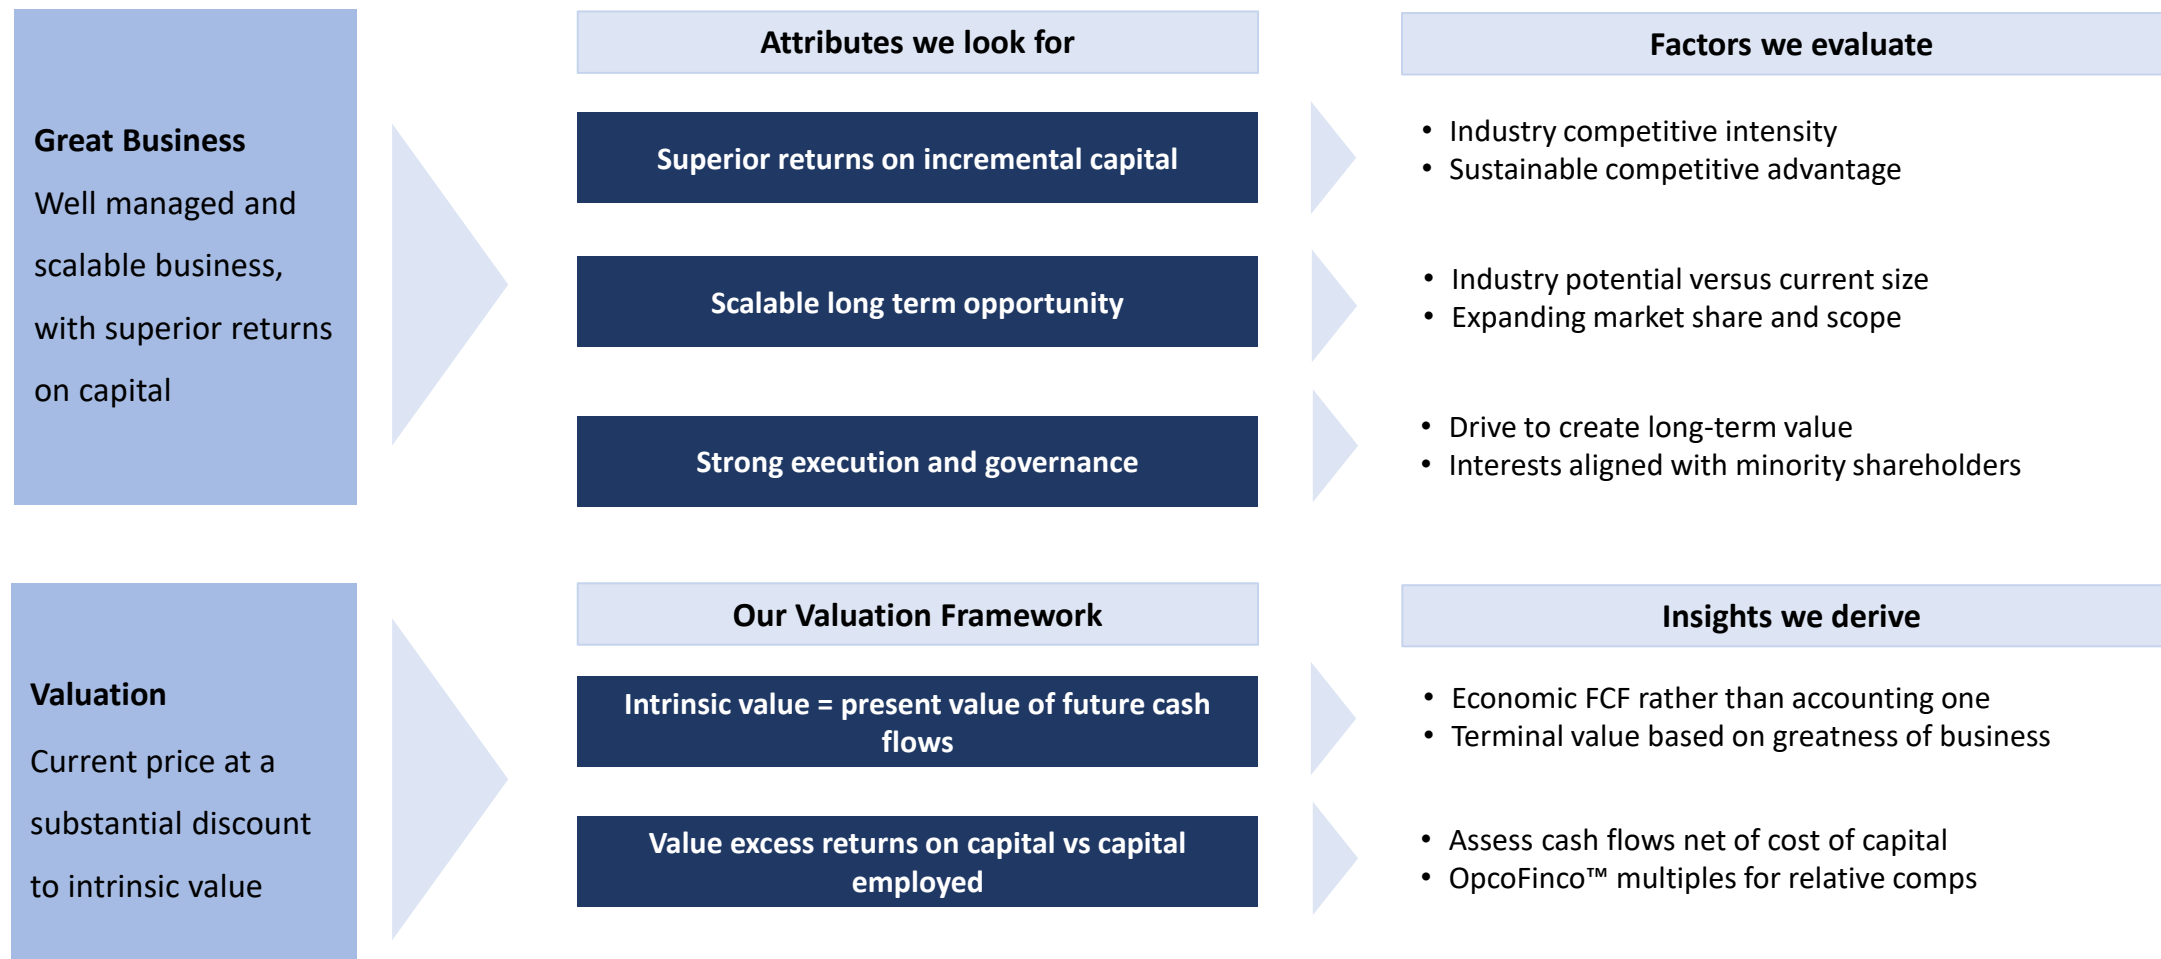 Great Business
Well managed and
scalable business,
with superior returns
on capital
Attributes we look for
Superior returns on incremental capital
Scalable long term opportunity
Strong execution and governance
Factors we evaluate
• Industry competitive intensity
• Sustainable competitive advantage
• Industry potential versus current size
• Expanding market share and scope
• Drive to create long-term value
• Interests aligned with minority shareholders
Valuation
Current price at a
substantial discount
to intrinsic value
Our Valuation Framework
Intrinsic value = present value of future cash
flows
Value excess returns on capital vs capital
employed
Insights we derive
• Economic FCF rather than accounting one
• Terminal value based on greatness of business
• Assess cash flows net of cost of capital
• OpcoFinco™ multiples for relative comps